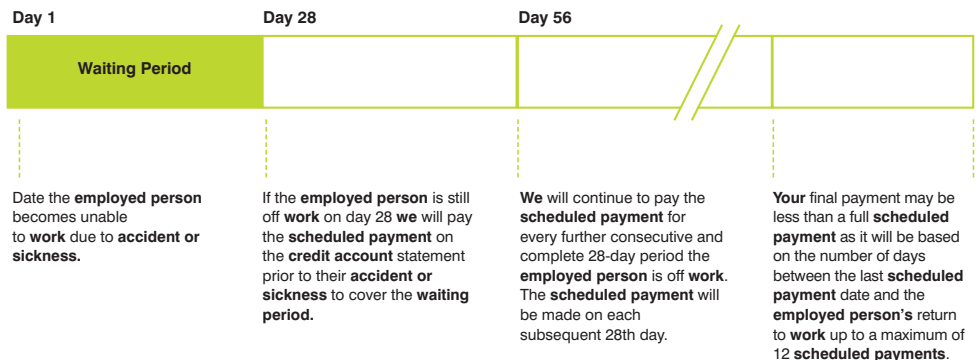 Day 1
Day 28
Day 56
Waiting Period
Date the employed person
becomes unable
to work due to accident or
sickness.
If the employed person is still
off work on day 28 we will pay
the scheduled payment on
the credit account statement
prior to their accident or
sickness to cover the waiting
period.
We will continue to pay the
scheduled payment for
every further consecutive and
complete 28-day period the
employed person is off work.
The scheduled payment will
be made on each
subsequent 28th day.
Your final payment may be
less than a full scheduled
payment as it will be based
on the number of days
between the last scheduled
payment date and the
employed person's return
to work up to a maximum of
12 scheduled payments.